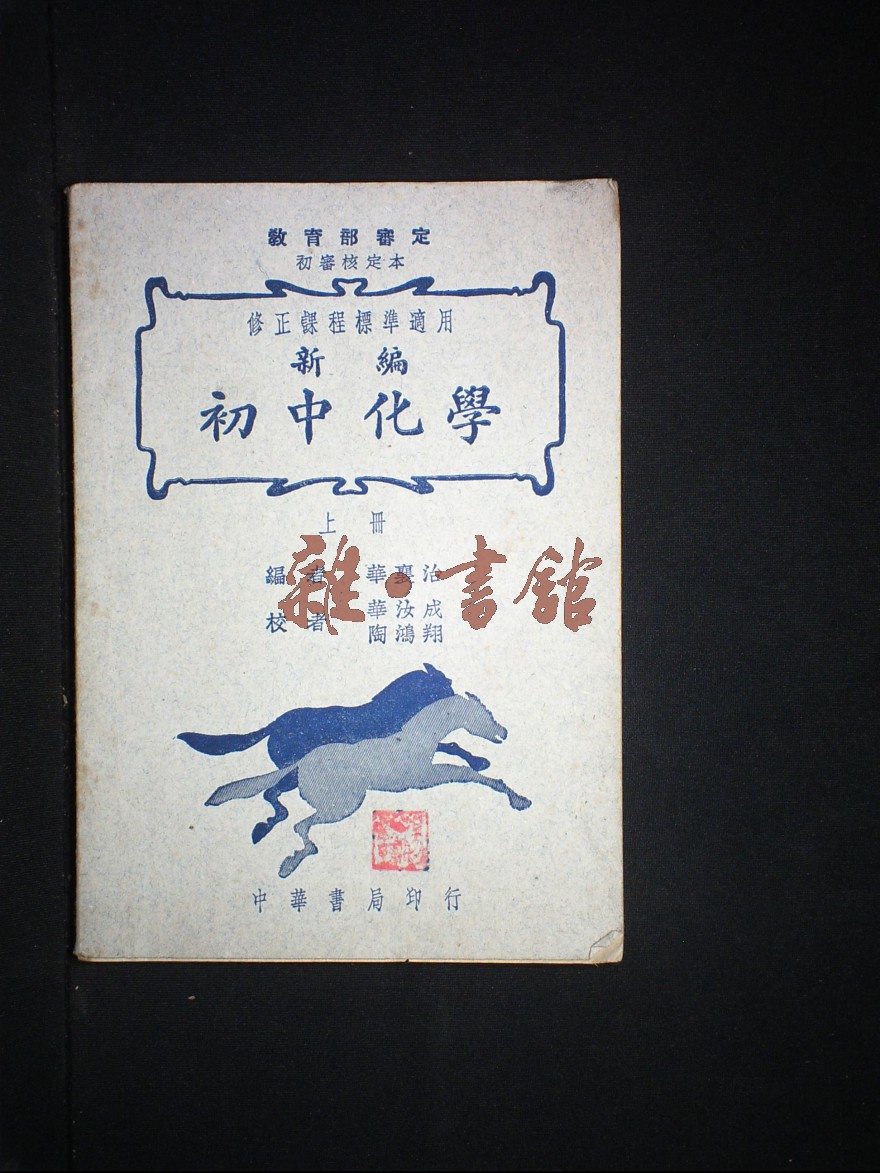 教育部審定
初審核定本
修正課程標準適用
新編
初中化學
上冊
編者 華襄治
校者 華汝成
陶鴻翔
雜·書館
中華書局印行